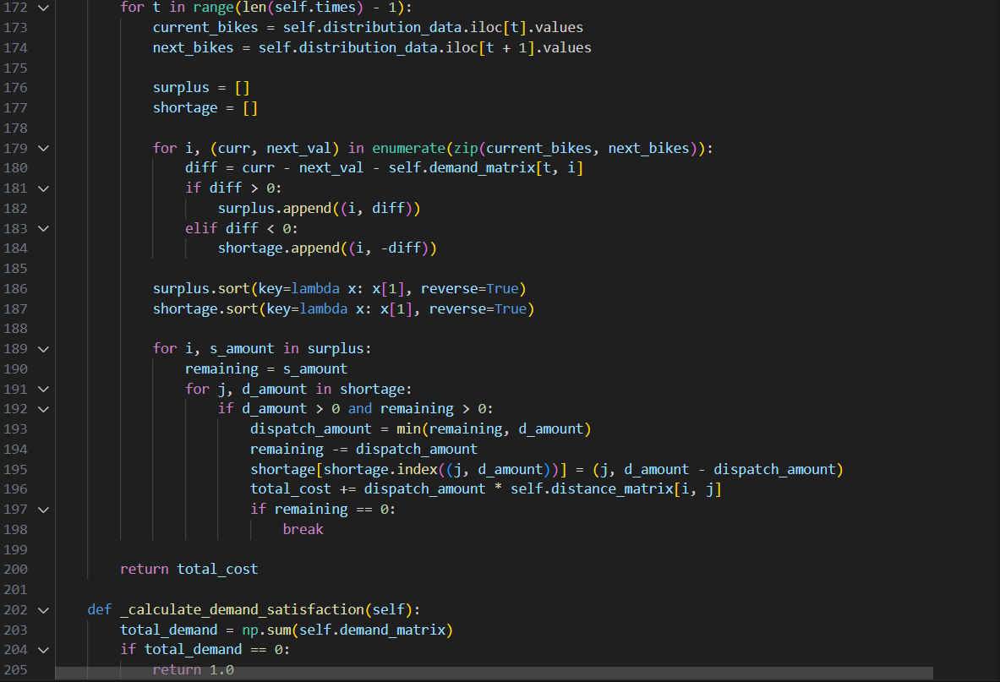 172 for t in range(len(self.times) - 1):
173 current_bikes = self.distribution_data.iloc[t].values
174 next_bikes = self.distribution_data.iloc[t + 1].values
175
176 surplus = []
177 shortage = []
178
179 for i, (curr, next_val) in enumerate(zip(current_bikes, next_bikes)):
180 diff = curr - next_val - self.demand_matrix[t, i]
181 if diff > 0:
182 surplus.append((i, diff))
183 elif diff < 0:
184 shortage.append((i, -diff))
185
186 surplus.sort(key=lambda x: x[1], reverse=True)
187 shortage.sort(key=lambda x: x[1], reverse=True)
188
189 for i, s_amount in surplus:
190 remaining = s_amount
191 for j, d_amount in shortage:
192 if d_amount > 0 and remaining > 0:
193 dispatch_amount = min(remaining, d_amount)
194 remaining -= dispatch_amount
195 shortage[shortage.index((j, d_amount))] = (j, d_amount - dispatch_amount)
196 total_cost += dispatch_amount * self.distance_matrix[i, j]
197 if remaining == 0:
198 break
199
200 return total_cost
201
202 def _calculate_demand_satisfaction(self):
203 total_demand = np.sum(self.demand_matrix)
204 if total_demand == 0:
205 return 1.0